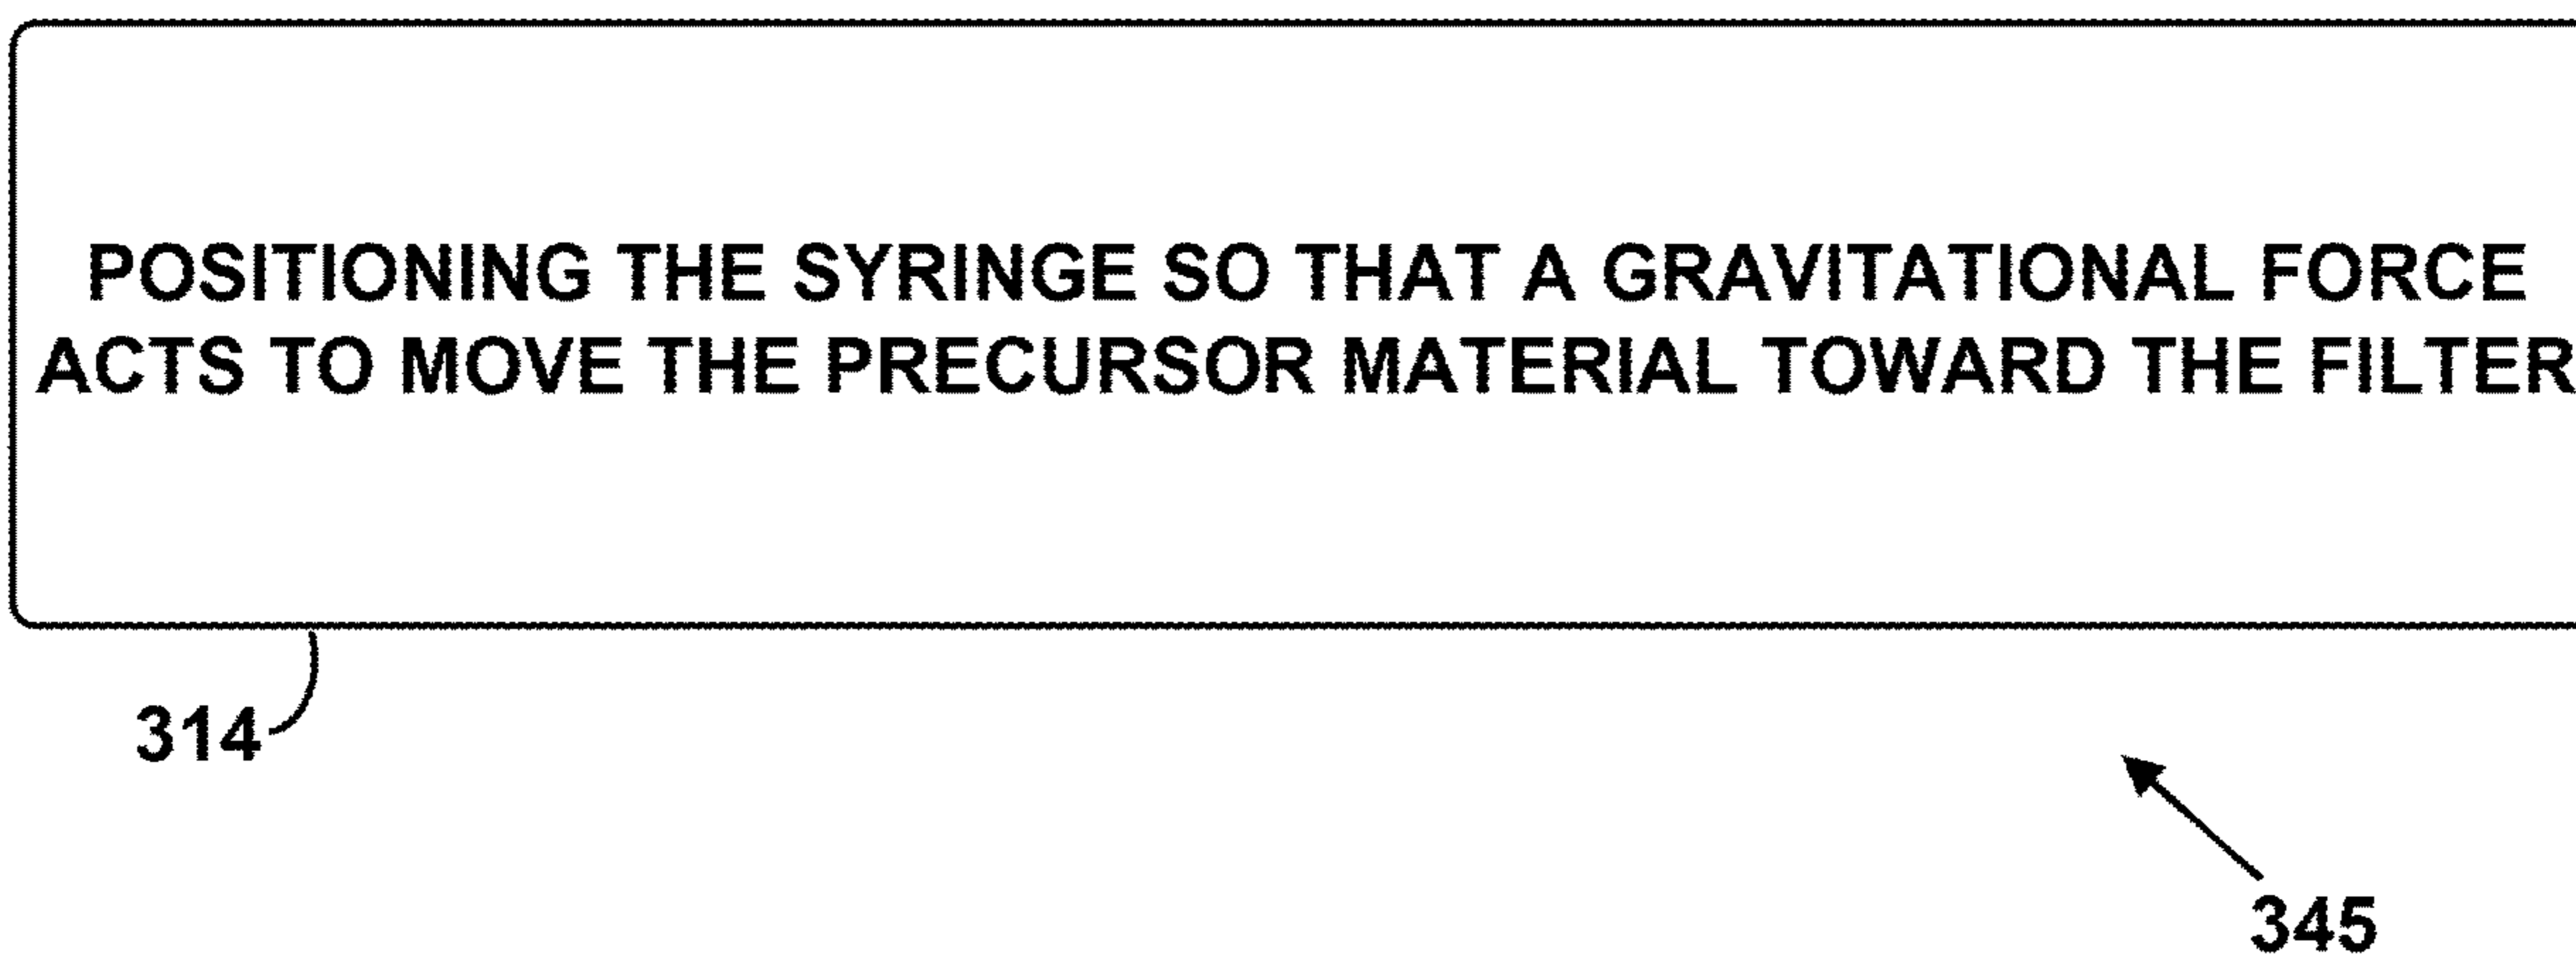 POSITIONING THE SYRINGE SO THAT A GRAVITATIONAL FORCE
ACTS TO MOVE THE PRECURSOR MATERIAL TOWARD THE FILTER
314
345